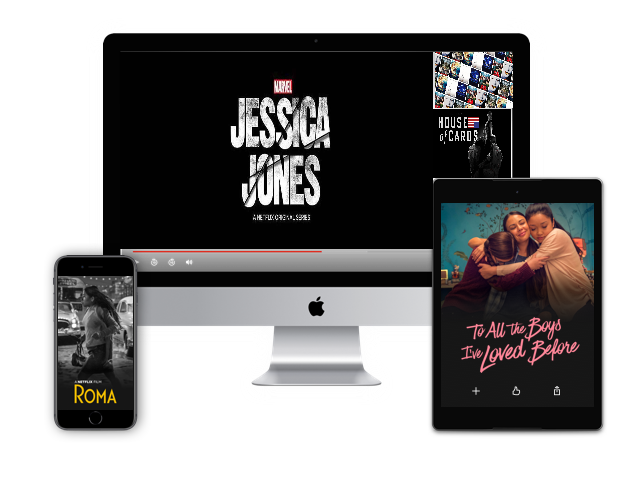 MARVEL
JESSICA
JONES
A NETFLIX ORIGINAL SERIES
HOUSE
of CARDS
A NETFLIX FILM
ROMA
To All the Boys
I've Loved Before